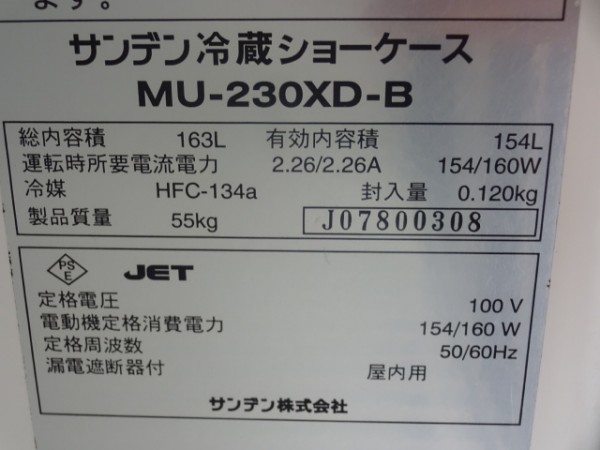 ます。
サンデン冷蔵ショーケース
MU-230XD-B
総内容積 163L 有効内容積 154L
運転時所要電流電力 2.26/2.26A 154/160W
冷媒 HFC-134a 封入量 0.120kg
製品質量 55kg J07800308
PS E JET
定格電圧 100 V
電動機定格消費電力 154/160 W
定格周波数 50/60Hz
漏電遮断器付 屋内用
サンデン株式会社